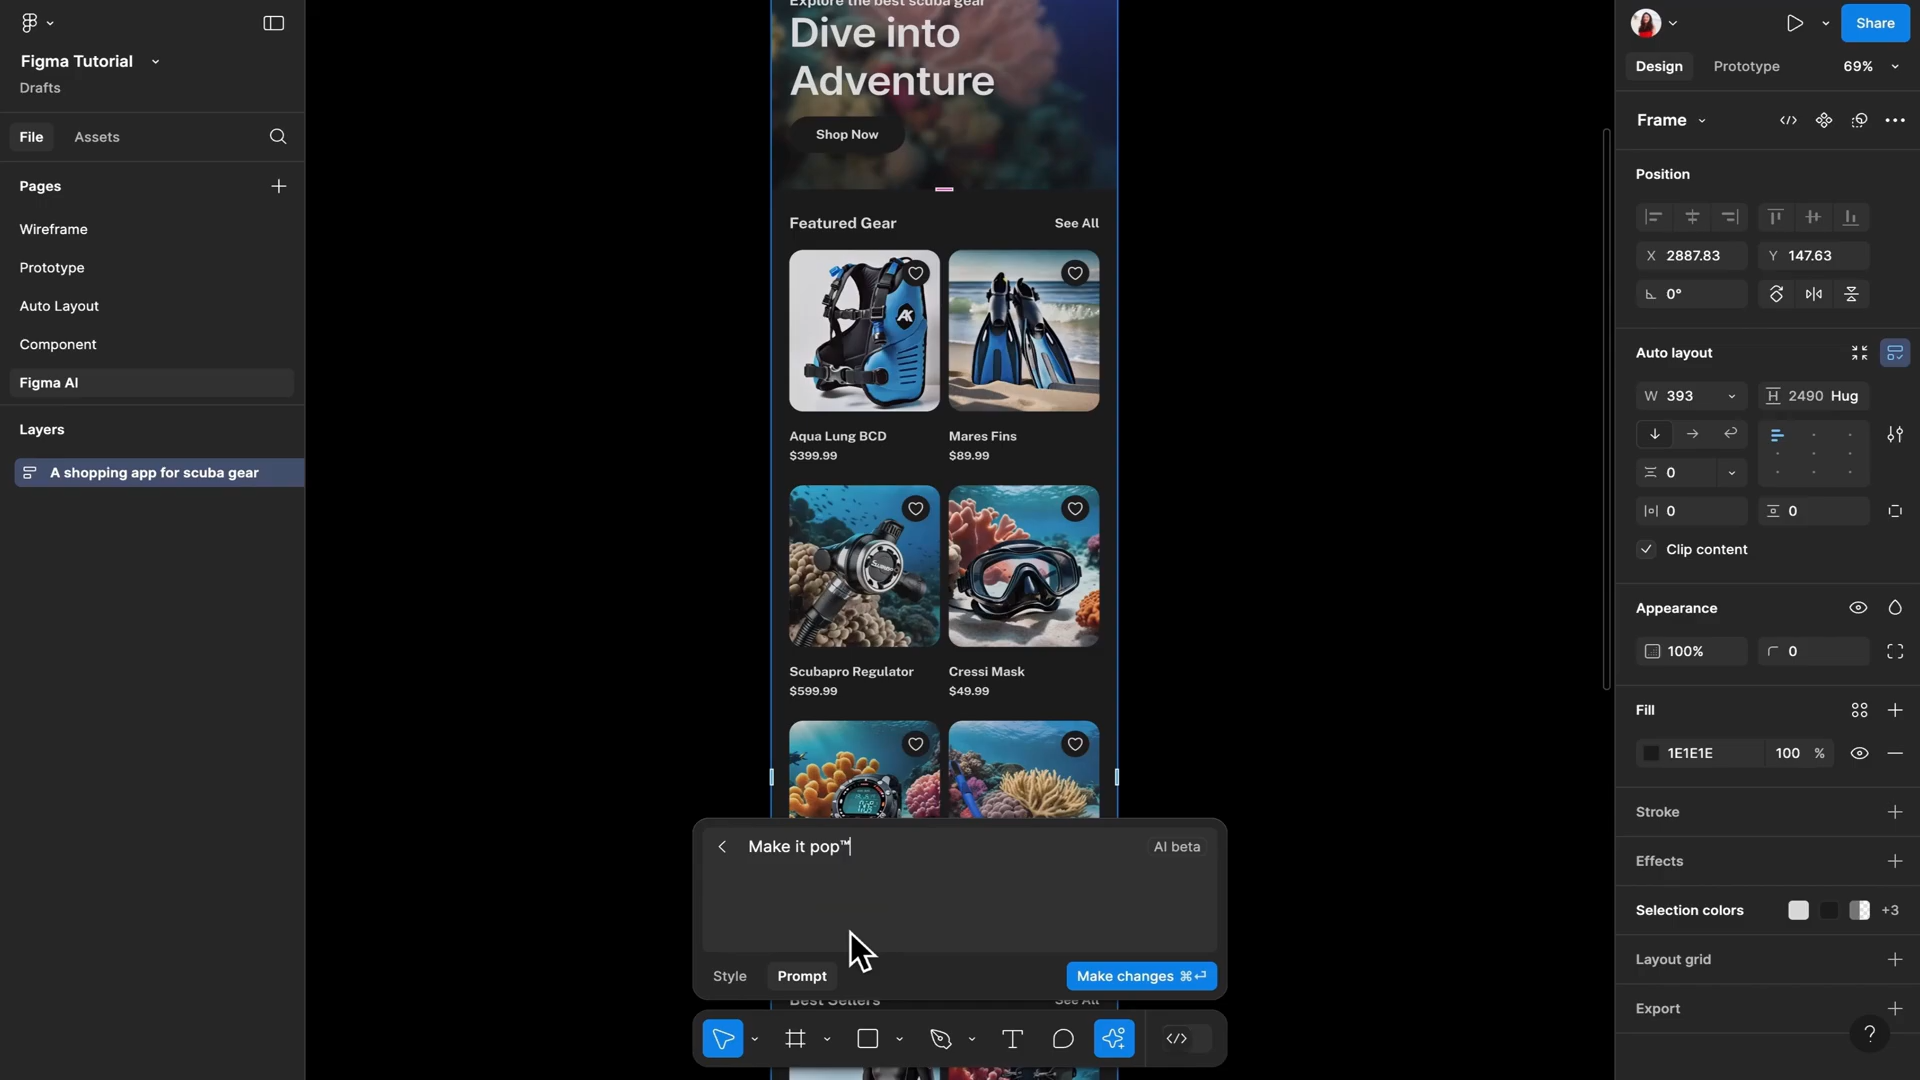 Figma Tutorial
Drafts
File
Assets
Pages
Wireframe
Prototype
Auto Layout
Component
Figma AI
Layers
A shopping app for scuba gear
Explore the best scuba gear
Dive into
Adventure
Shop Now
Featured Gear
See All
AK
Aqua Lung BCD
$399.99
Mares Fins
$89.99
Scubapro Regulator
$599.99
Cressi Mask
$49.99
Make it pop™
AI beta
Style
Prompt
Make changes ⌘⏎
Best Sellers
See All
Share
Design
Prototype
69%
Frame
Position
X 2887.83
Y 147.63
0°
Auto layout
W 393
H 2490 Hug
0
0
0
Clip content
Appearance
100%
0
Fill
1E1E1E
100 %
Stroke
Effects
Selection colors
+3
Layout grid
Export
?